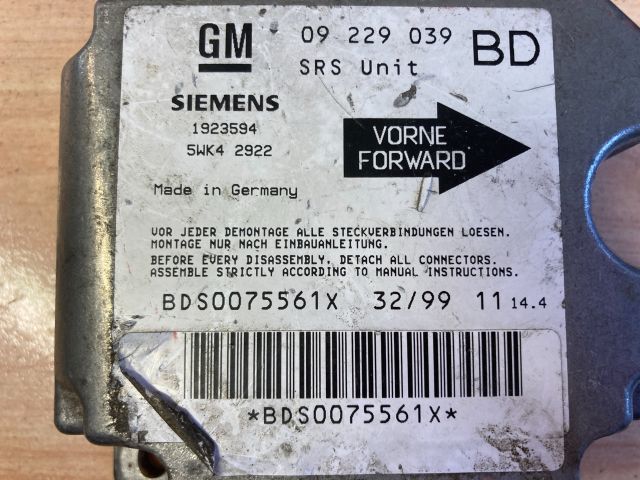 GM 09 229 039 BD
SRS Unit
SIEMENS
1923594
5WK4 2922
VORNE
FORWARD
Made in Germany
VOR JEDER DEMONTAGE ALLE STECKVERBINDUNGEN LOESEN.
MONTAGE NUR NACH EINBAUANLEITUNG.
BEFORE EVERY DISASSEMBLY, DETACH ALL CONNECTORS.
ASSEMBLE STRICTLY ACCORDING TO MANUAL INSTRUCTIONS.
BDS0075561X 32/99 11 14.4
*BDS0075561X*